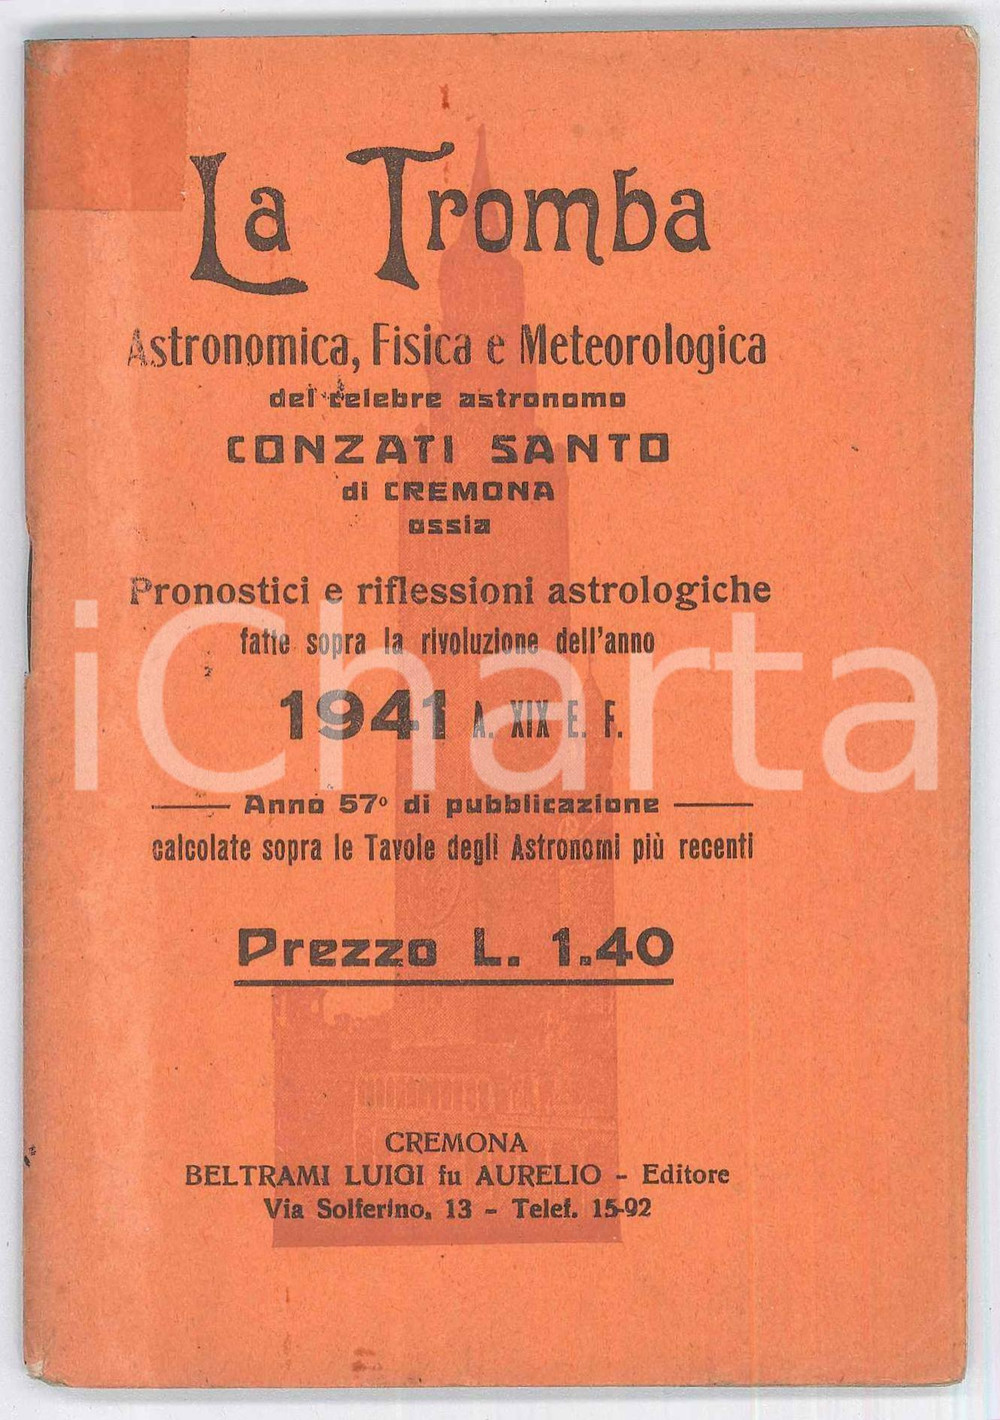 La Tromba
Astronomica, Fisica e Meteorologica
del celebre astronomo
CONZATI SANTO
di CREMONA
ossia
Pronostici e riflessioni astrologiche
fatte sopra la rivoluzione dell'anno
1941 A. XIX E. F.
Anno 57º di pubblicazione
calcolate sopra le Tavole degli Astronomi più recenti
Prezzo L. 1.40
CREMONA
BELTRAMI LUIGI fu AURELIO - Editore
Via Solferino, 13 - Telef. 15-92
iCharta